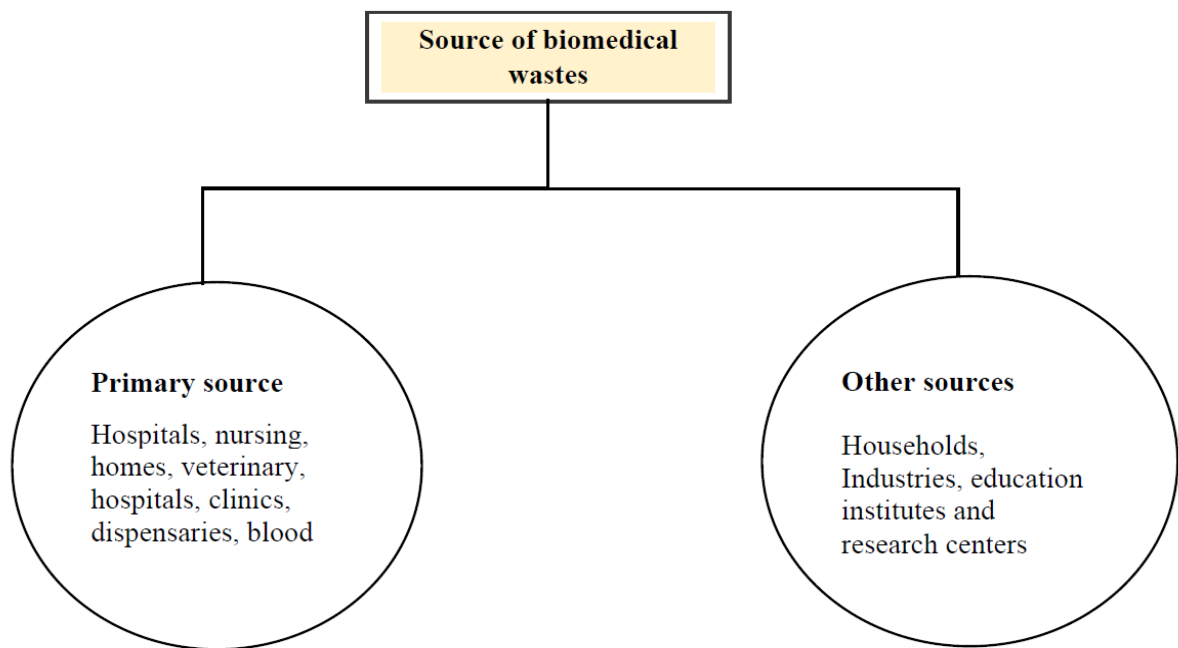 Source of biomedical
wastes
Primary source
Hospitals, nursing,
homes, veterinary,
hospitals, clinics,
dispensaries, blood
Other sources
Households,
Industries, education
institutes and
research centers